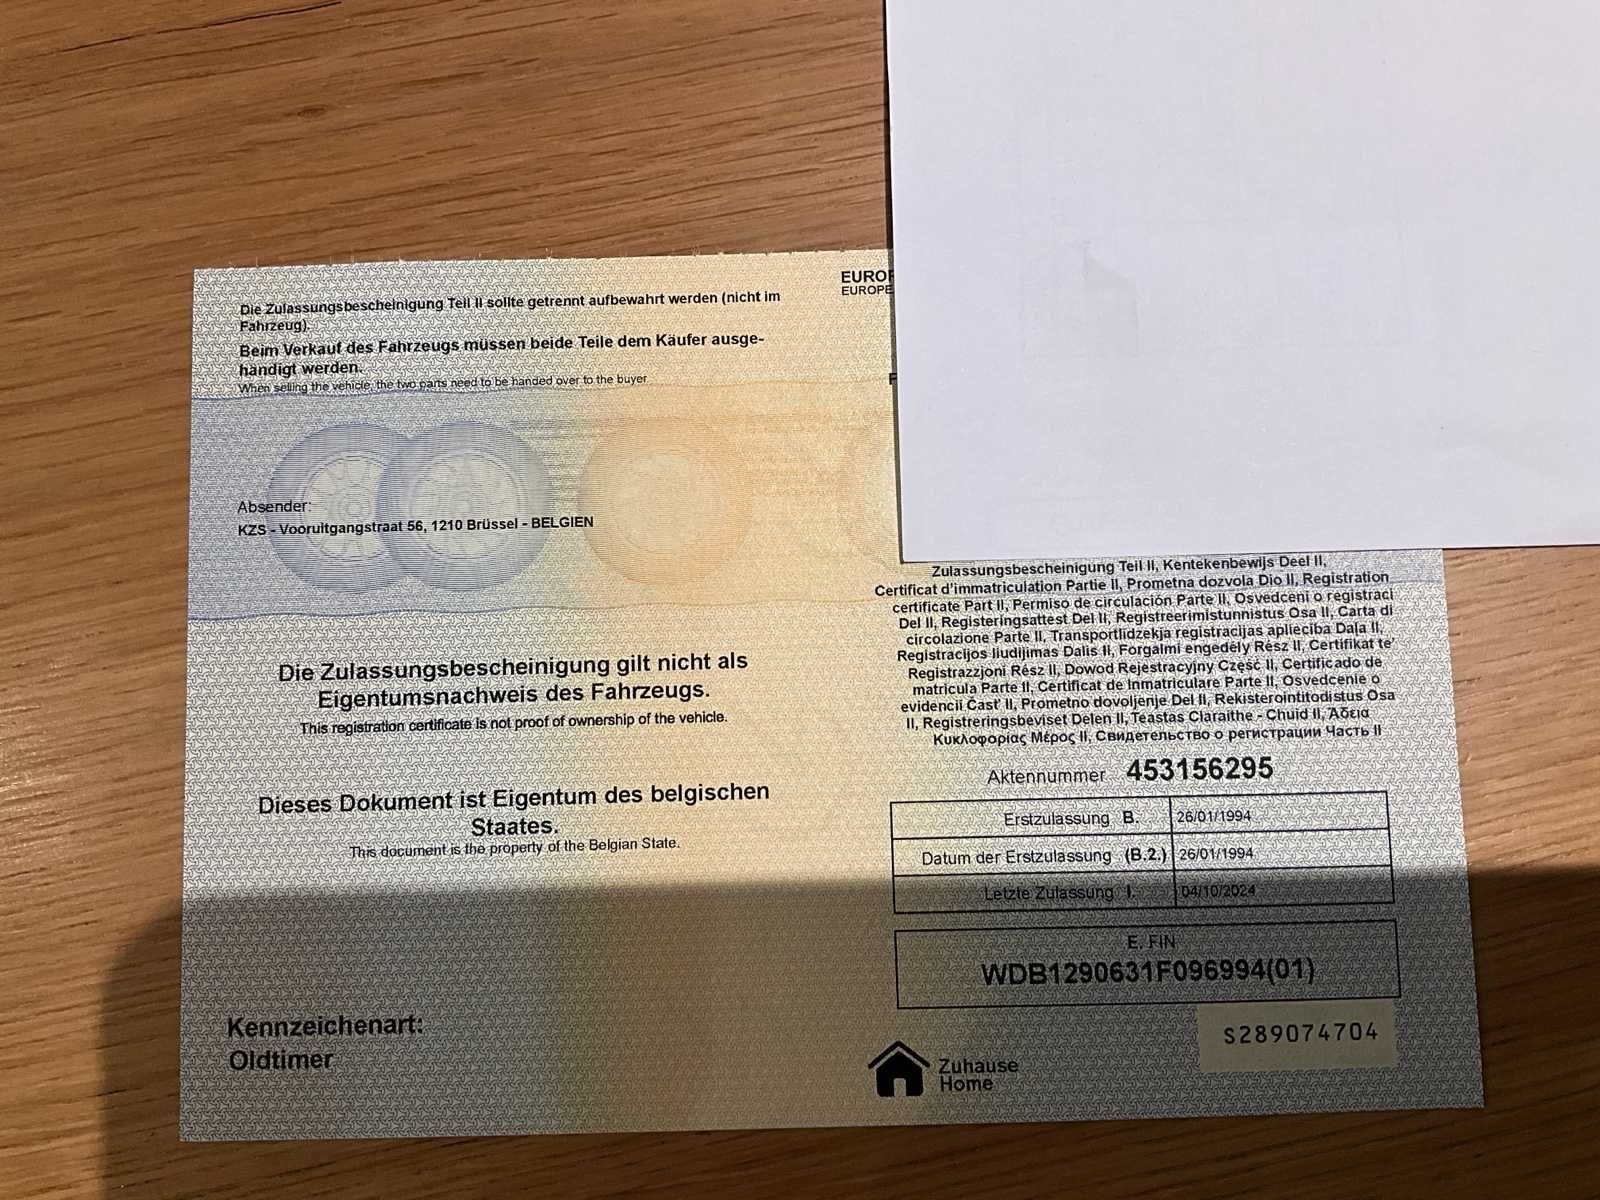 Die Zulassungsbescheinigung Teil II sollte getrennt aufbewahrt werden (nicht im
Fahrzeug).
Beim Verkauf des Fahrzeugs müssen beide Teile dem Käufer ausge-
händigt werden.
When selling the vehicle, the two parts need to be handed over to the buyer
Absender:
KZS - Vooruitgangstraat 56, 1210 Brüssel - BELGIEN
Die Zulassungsbescheinigung gilt nicht als
Eigentumsnachweis des Fahrzeugs.
This registration certificate is not proof of ownership of the vehicle.
Dieses Dokument ist Eigentum des belgischen
Staates.
This document is the property of the Belgian State.
Kennzeichenart:
Oldtimer
EUROP
EUROPE
Zulassungsbescheinigung Teil II, Kentekenbewijs Deel II,
Certificat d'immatriculation Partie II, Prometna dozvola Dio II, Registration
certificate Part II, Permiso de circulación Parte II, Osvedceni o registraci
Del II, Registeringsattest Del II, Registreerimistunnistus Osa II, Carta di
circolazione Parte II, Transportlidzekja registracijas aplieciba Daļa II,
Registracijos liudijimas Dalis II, Forgalmi engedély Rész II, Certifikat te'
Registrazzjoni Rész II, Dowod Rejestracyjny Część II, Certificado de
matricula Parte II, Certificat de Inmatriculare Partea II, Osvedcenie o
evidencii Cast' II, Prometno dovoljenje Del II, Rekisterointitodistus Osa
II, Registreringsbeviset Delen II, Teastas Claraithe - Chuid II, Άδεια
Κυκλοφορίας Μέρος II, Свидетельство о регистрации Часть II
Aktennummer 453156295
Erstzulassung B. 26/01/1994
Datum der Erstzulassung (B.2.) 26/01/1994
Letzte Zulassung I. 04/10/2024
E. FIN
WDB1290631F096994(01)
S289074704
Zuhause
Home